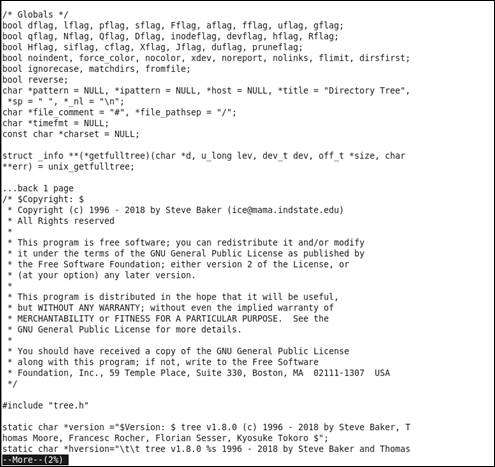 /* Globals */
bool dflag, lflag, pflag, sflag, Fflag, aflag, fflag, uflag, gflag;
bool qflag, Nflag, Qflag, Dflag, inodeflag, devflag, hflag, Rflag;
bool Hflag, siflag, cflag, Xflag, Jflag, duflag, pruneflag;
bool noindent, force_color, nocolor, xdev, noreport, nolinks, flimit, dirsfirst;
bool ignorecase, matchdirs, fromfile;
bool reverse;
char *pattern = NULL, *ipattern = NULL, *host = NULL, *title = "Directory Tree",
 *sp = " ", *_nl = "\n";
char *file_comment = "#", *file_pathsep = "/";
char *timefmt = NULL;
const char *charset = NULL;

struct _info **(*getfulltree)(char *d, u_long lev, dev_t dev, off_t *size, char
**err) = unix_getfulltree;

...back 1 page
/* $Copyright: $
 * Copyright (c) 1996 - 2018 by Steve Baker (ice@mama.indstate.edu)
 * All Rights reserved
 *
 * This program is free software; you can redistribute it and/or modify
 * it under the terms of the GNU General Public License as published by
 * the Free Software Foundation; either version 2 of the License, or
 * (at your option) any later version.
 *
 * This program is distributed in the hope that it will be useful,
 * but WITHOUT ANY WARRANTY; without even the implied warranty of
 * MERCHANTABILITY or FITNESS FOR A PARTICULAR PURPOSE.  See the
 * GNU General Public License for more details.
 *
 * You should have received a copy of the GNU General Public License
 * along with this program; if not, write to the Free Software
 * Foundation, Inc., 59 Temple Place, Suite 330, Boston, MA  02111-1307  USA
 */

#include "tree.h"

static char *version ="$Version: $ tree v1.8.0 (c) 1996 - 2018 by Steve Baker, T
homas Moore, Francesc Rocher, Florian Sesser, Kyosuke Tokoro $";
static char *hversion="\t\t tree v1.8.0 %s 1996 - 2018 by Steve Baker and Thomas
--More--(2%)